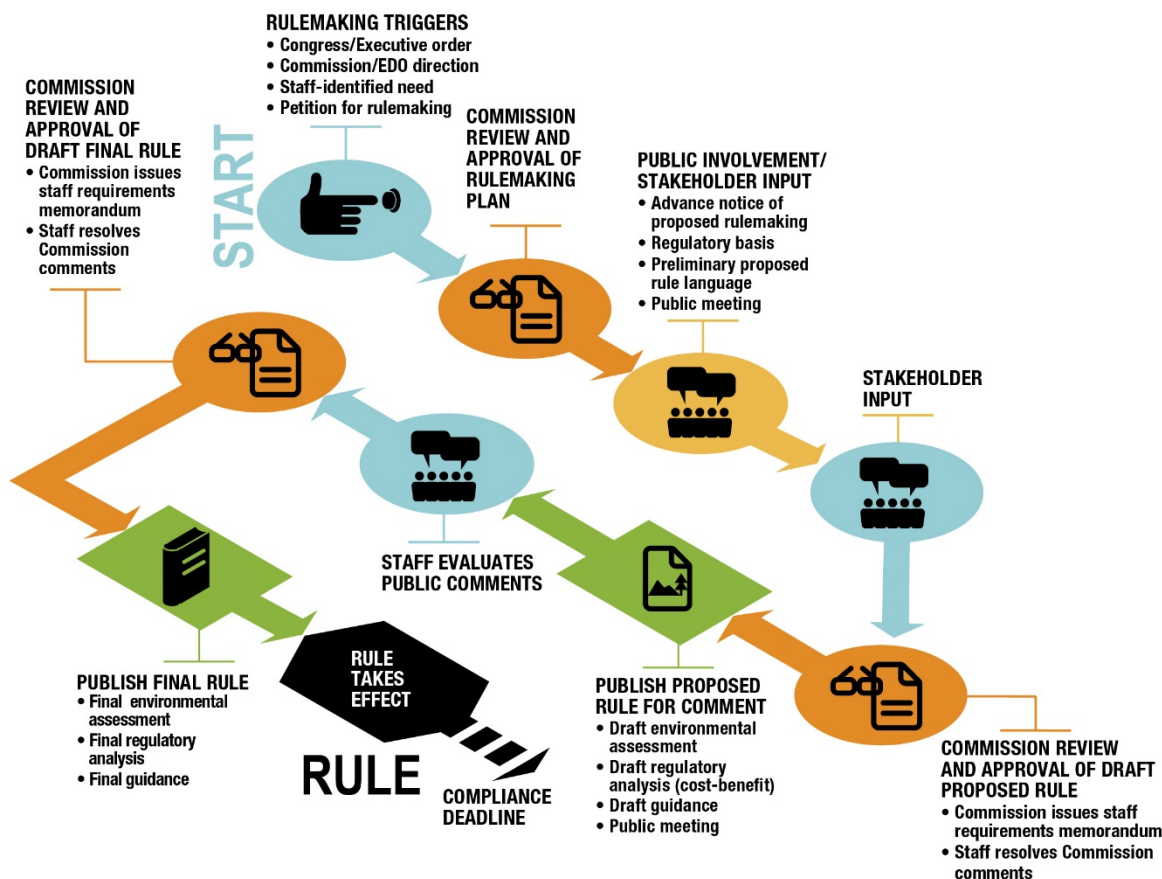 START
RULEMAKING TRIGGERS
• Congress/Executive order
• Commission/EDO direction
• Staff-identified need
• Petition for rulemaking
COMMISSION
REVIEW AND
APPROVAL OF
RULEMAKING
PLAN
PUBLIC INVOLVEMENT/
STAKEHOLDER INPUT
• Advance notice of
proposed rulemaking
• Regulatory basis
• Preliminary proposed
rule language
• Public meeting
STAKEHOLDER
INPUT
COMMISSION REVIEW
AND APPROVAL OF DRAFT
PROPOSED RULE
• Commission issues staff
requirements memorandum
• Staff resolves Commission
comments
PUBLISH PROPOSED
RULE FOR COMMENT
• Draft environmental
assessment
• Draft regulatory
analysis (cost-benefit)
• Draft guidance
• Public meeting
STAFF EVALUATES
PUBLIC COMMENTS
COMMISSION
REVIEW AND
APPROVAL OF
DRAFT FINAL RULE
• Commission issues
staff requirements
memorandum
• Staff resolves
Commission
comments
PUBLISH FINAL RULE
• Final environmental
assessment
• Final regulatory
analysis
• Final guidance
RULE
TAKES
EFFECT
RULE
COMPLIANCE
DEADLINE